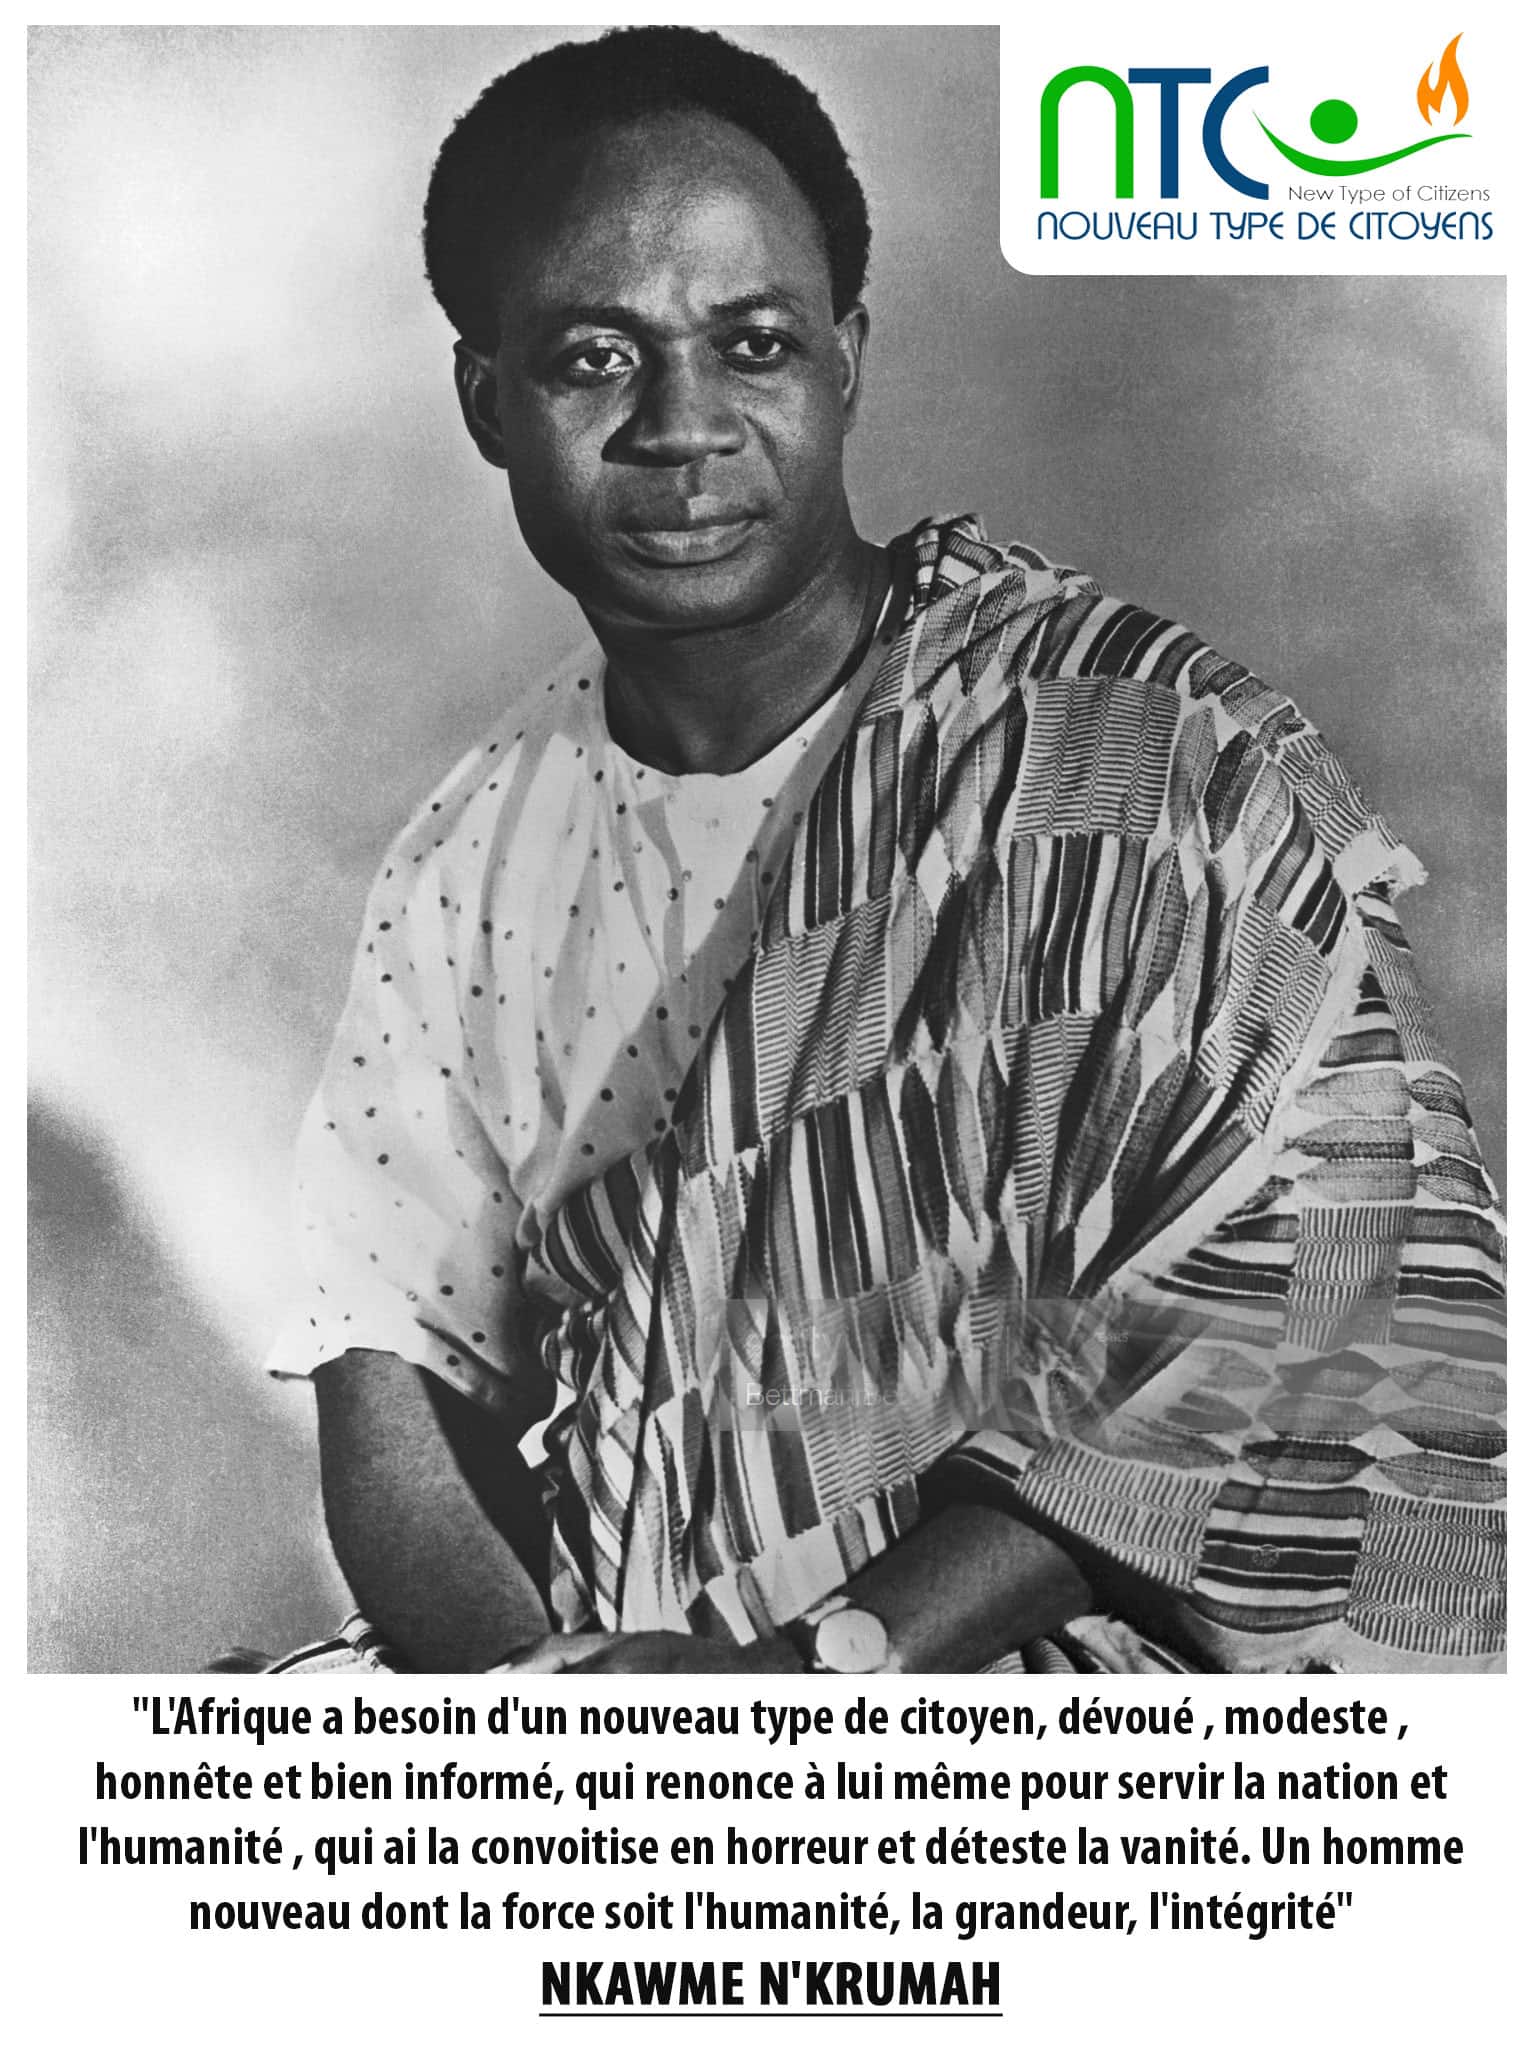 NTC
New Type of Citizens
NOUVEAU TYPE DE CITOYENS
"L'Afrique a besoin d'un nouveau type de citoyen, dévoué , modeste ,
honnête et bien informé, qui renonce à lui même pour servir la nation et
l'humanité , qui ai la convoitise en horreur et déteste la vanité. Un homme
nouveau dont la force soit l'humanité, la grandeur, l'intégrité"
NKAWME N'KRUMAH